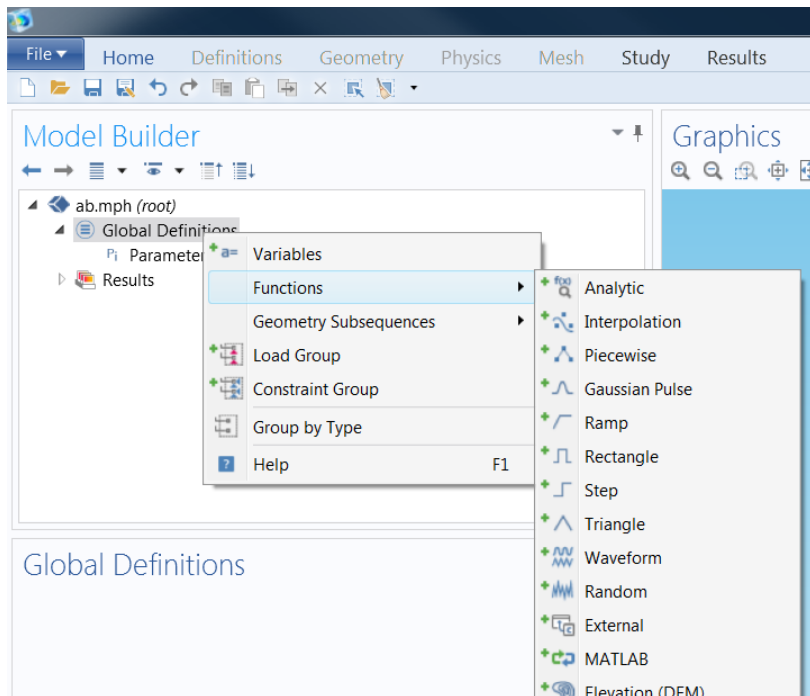 File Home Definitions Geometry Physics Mesh Study Results
Model Builder
Graphics
ab.mph (root)
Global Definitions
Pi Parameter
Results
a= Variables
Functions
Geometry Subsequences
Load Group
Constraint Group
Group by Type
? Help F1
f(x) Analytic
Interpolation
Piecewise
Gaussian Pulse
Ramp
Rectangle
Step
Triangle
Waveform
Random
External
MATLAB
Elevation (DEM)
Global Definitions